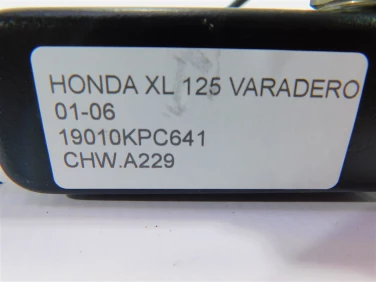 HONDA XL 125 VARADERO
01-06
19010KPC641
CHW.A229